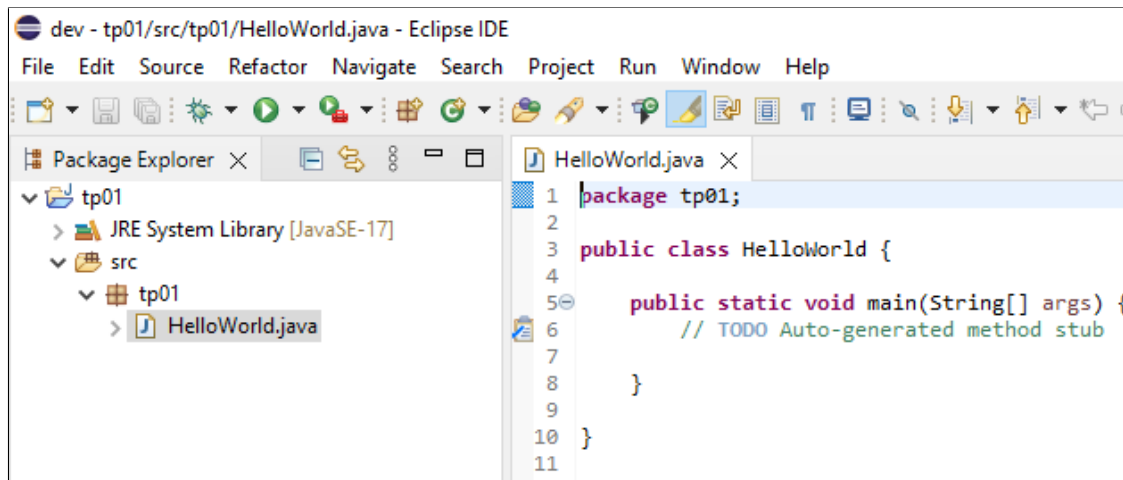 dev - tp01/src/tp01/HelloWorld.java - Eclipse IDE
File Edit Source Refactor Navigate Search Project Run Window Help
Package Explorer
tp01
JRE System Library [JavaSE-17]
src
tp01
HelloWorld.java
HelloWorld.java
1 package tp01;
2
3 public class HelloWorld {
4
5 public static void main(String[] args) {
6 // TODO Auto-generated method stub
7
8 }
9
10 }
11